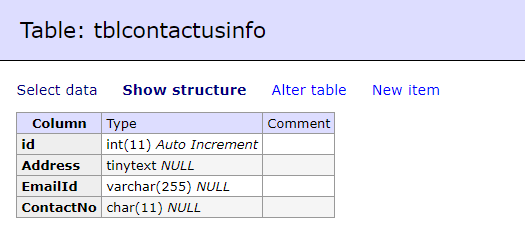 Table: tblcontactusinfo
Select data Show structure Alter table New item
Column Type Comment
id int(11) Auto Increment
Address tinytext NULL
EmailId varchar(255) NULL
ContactNo char(11) NULL